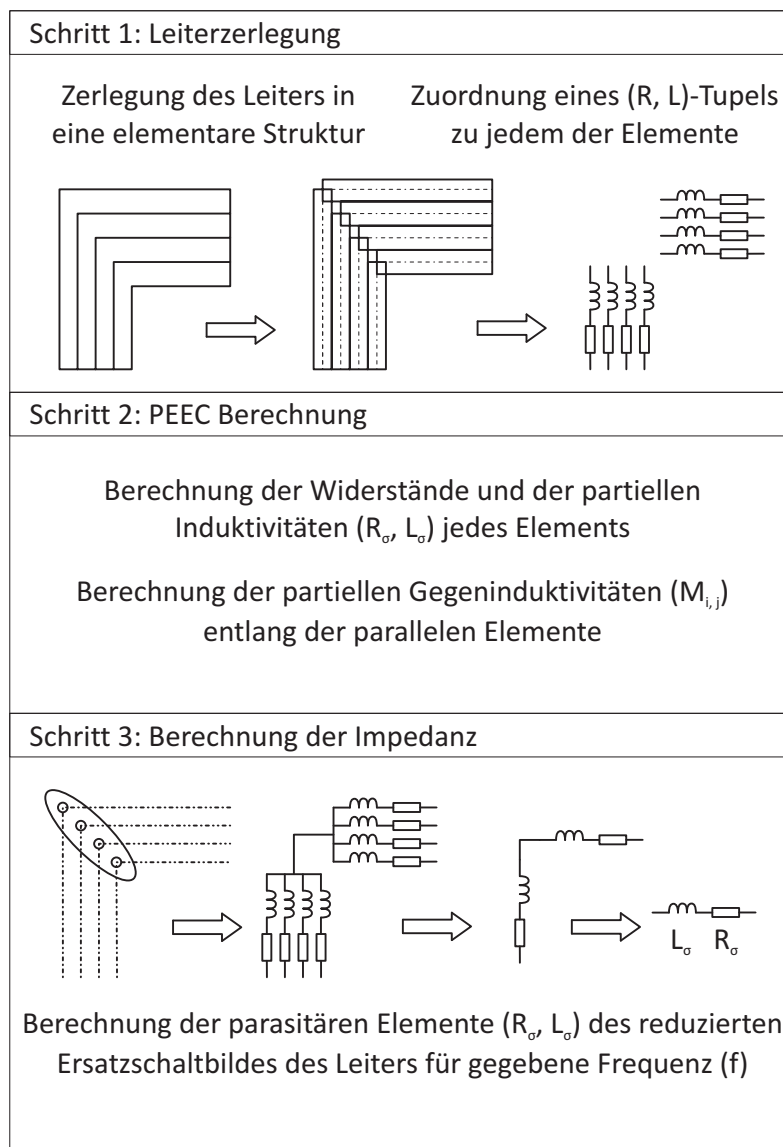 Schritt 1: Leiterzerlegung
Zerlegung des Leiters in
eine elementare Struktur
Zuordnung eines (R, L)-Tupels
zu jedem der Elemente
Schritt 2: PEEC Berechnung
Berechnung der Widerstände und der partiellen
Induktivitäten (Rσ, Lσ) jedes Elements
Berechnung der partiellen Gegeninduktivitäten (Mi, j)
entlang der parallelen Elemente
Schritt 3: Berechnung der Impedanz
Lσ Rσ
Berechnung der parasitären Elemente (Rσ, Lσ) des reduzierten
Ersatzschaltbildes des Leiters für gegebene Frequenz (f)